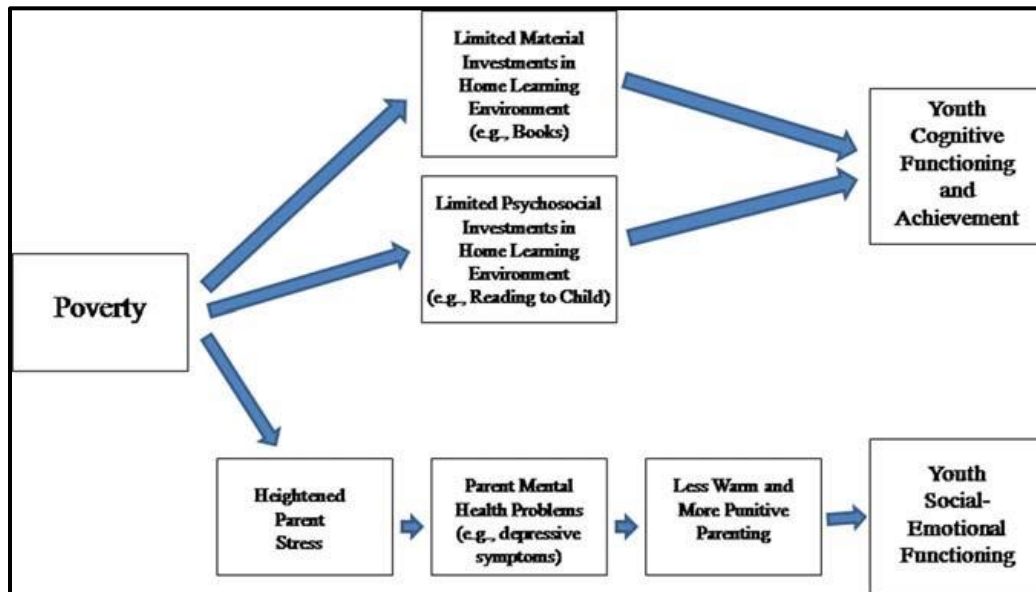 Limited Material
Investments in
Home Learning
Environment
(e.g., Books)
Youth
Cognitive
Functioning
and
Achievement
Limited Psychosocial
Investments in
Home Learning
Environment
(e.g., Reading to Child)
Poverty
Heightened
Parent
Stress
Parent Mental
Health Problems
(e.g., depressive
symptoms)
Less Warm and
More Punitive
Parenting
Youth
Social-
Emotional
Functioning